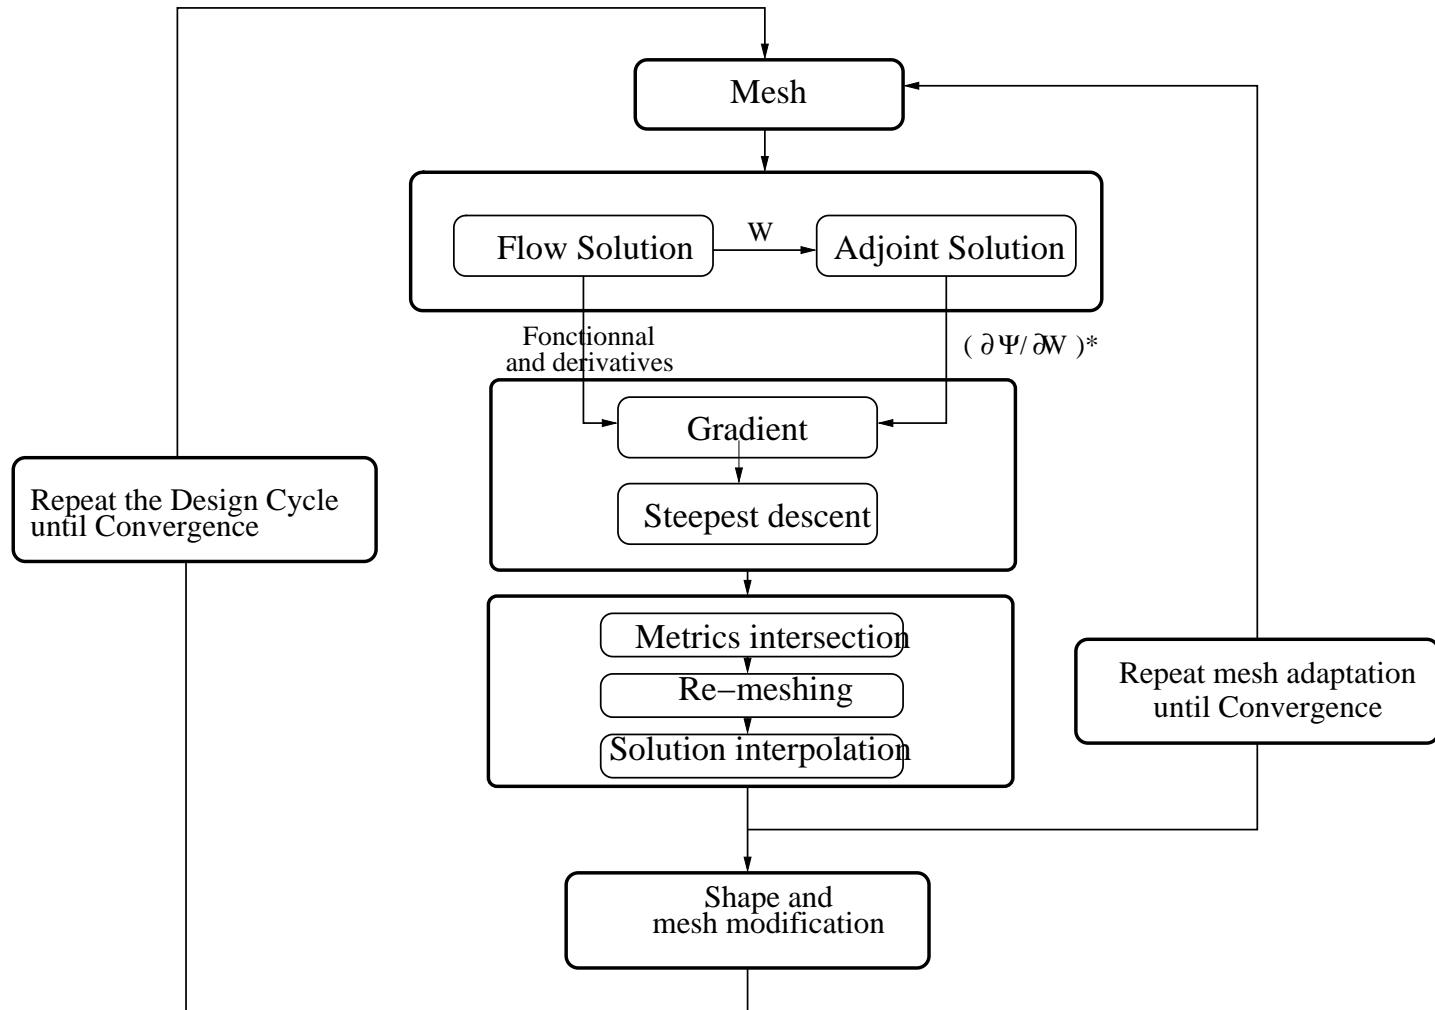 Mesh
W
Flow Solution
Adjoint Solution
Fonctionnal
and derivatives
( ∂Ψ/∂W )*
Gradient
Repeat the Design Cycle
until Convergence
Steepest descent
Metrics intersection
Re−meshing
Solution interpolation
Repeat mesh adaptation
until Convergence
Shape and
mesh modification